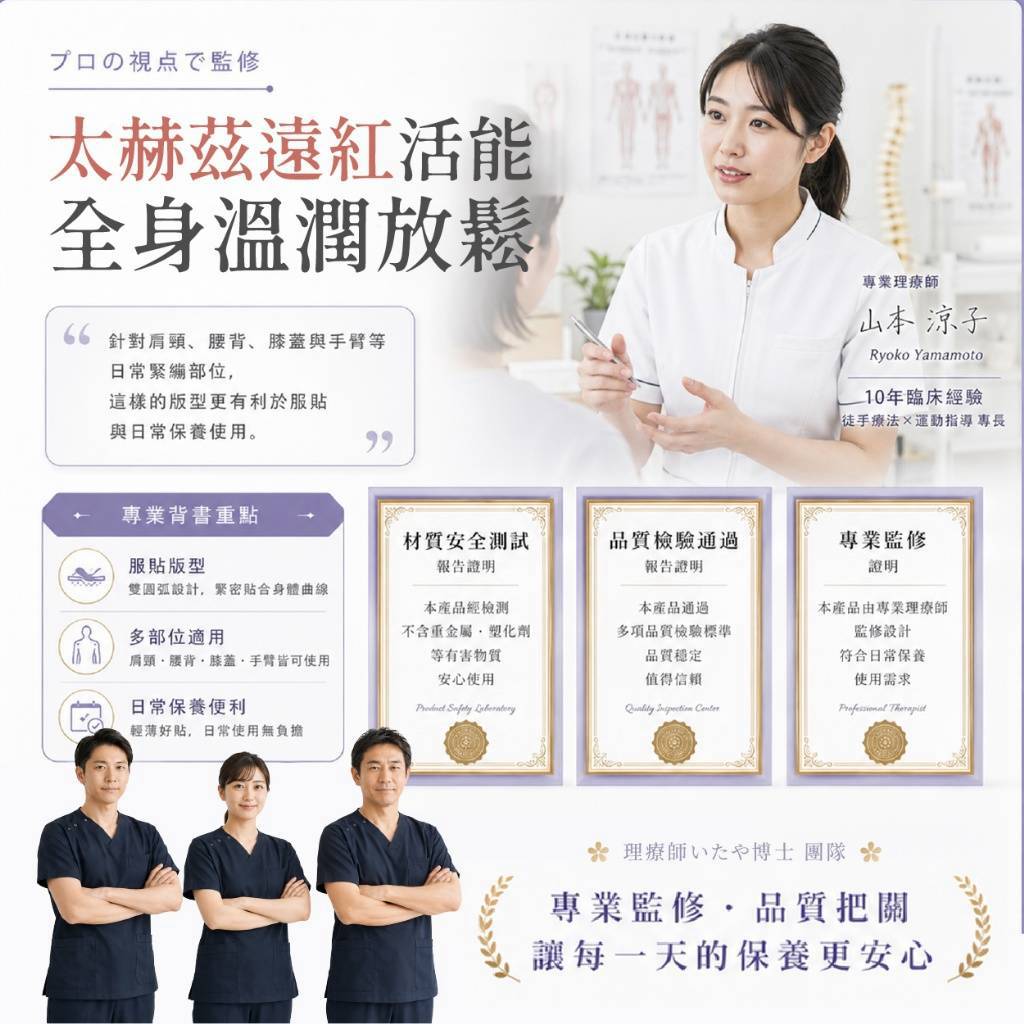 プロの視点で監修
太赫茲遠紅活能
全身溫潤放鬆
專業理療師
山本 涼子
Ryoko Yamamoto
10年臨床經驗
徒手療法×運動指導 專長
“ 針對肩頸、腰背、膝蓋與手臂等
日常緊繃部位，
這樣的版型更有利於服貼
與日常保養使用。 ”
專業背書重點
服貼版型
雙圓弧設計，緊密貼合身體曲線
多部位適用
肩頸・腰背・膝蓋・手臂皆可使用
日常保養便利
輕薄好貼，日常使用無負擔
材質安全測試
報告證明
本產品經檢測
不含重金屬・塑化劑
等有害物質
安心使用
Product Safety Laboratory
品質檢驗通過
報告證明
本產品通過
多項品質檢驗標準
品質穩定
值得信賴
Quality Inspection Center
專業監修
證明
本產品由專業理療師
監修設計
符合日常保養
使用需求
Professional Therapist
理療師いたや博士 團隊
專業監修・品質把關
讓每一天的保養更安心